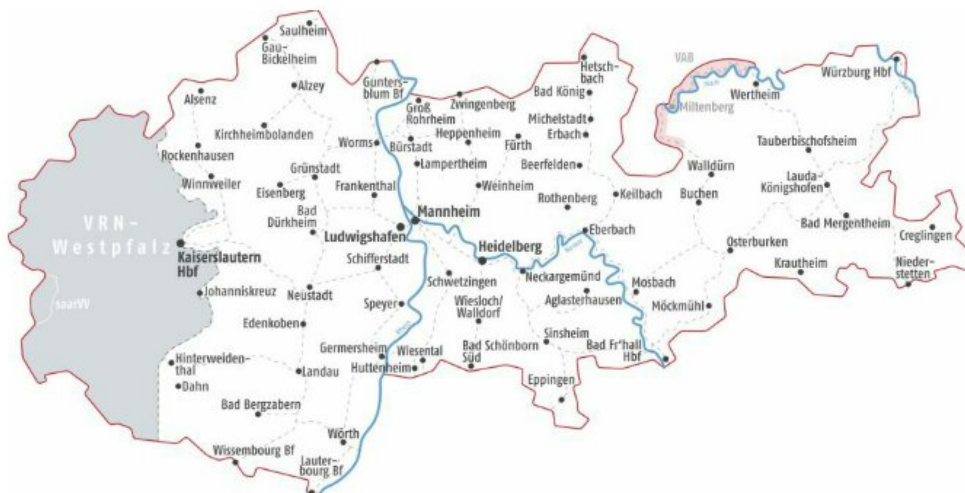 Saulheim
Gau-
Bickelheim
Alzey
Alsenz
Kirchheimbolanden
Rockenhausen
Winnweiler
Grünstadt
Eisenberg
Bad
Dürkheim
Gunters-
blum Bf
Worms
Frankenthal
Groß
Rohrheim
Zwingenberg
Heppenheim
Bürstadt
Lampertheim
Fürth
Weinheim
Hetsch-
bach
Bad König
Michelstadt
Erbach
Beerfelden
Rothenberg
Keilbach
Eberbach
VAB
Miltenberg
Wertheim
Würzburg Hbf
Tauberbischofsheim
Walldürn
Buchen
Lauda-
Königshofen
Bad Mergentheim
Creglingen
Osterburken
Krautheim
Nieder-
stetten
VRN-
Westpfalz
saarVV
Kaiserslautern
Hbf
Johanniskreuz
Mannheim
Ludwigshafen
Heidelberg
Schifferstadt
Neustadt
Speyer
Schwetzingen
Neckargemünd
Wiesloch/
Walldorf
Aglasterhausen
Mosbach
Möckmühl
Edenkoben
Sinsheim
Bad Fr'hall
Hbf
Germersheim
Wiesental
Huttenheim
Bad Schönborn
Süd
Eppingen
Hinterweiden-
thal
Dahn
Landau
Bad Bergzabern
Wörth
Wissembourg Bf
Lauter-
bourg Bf